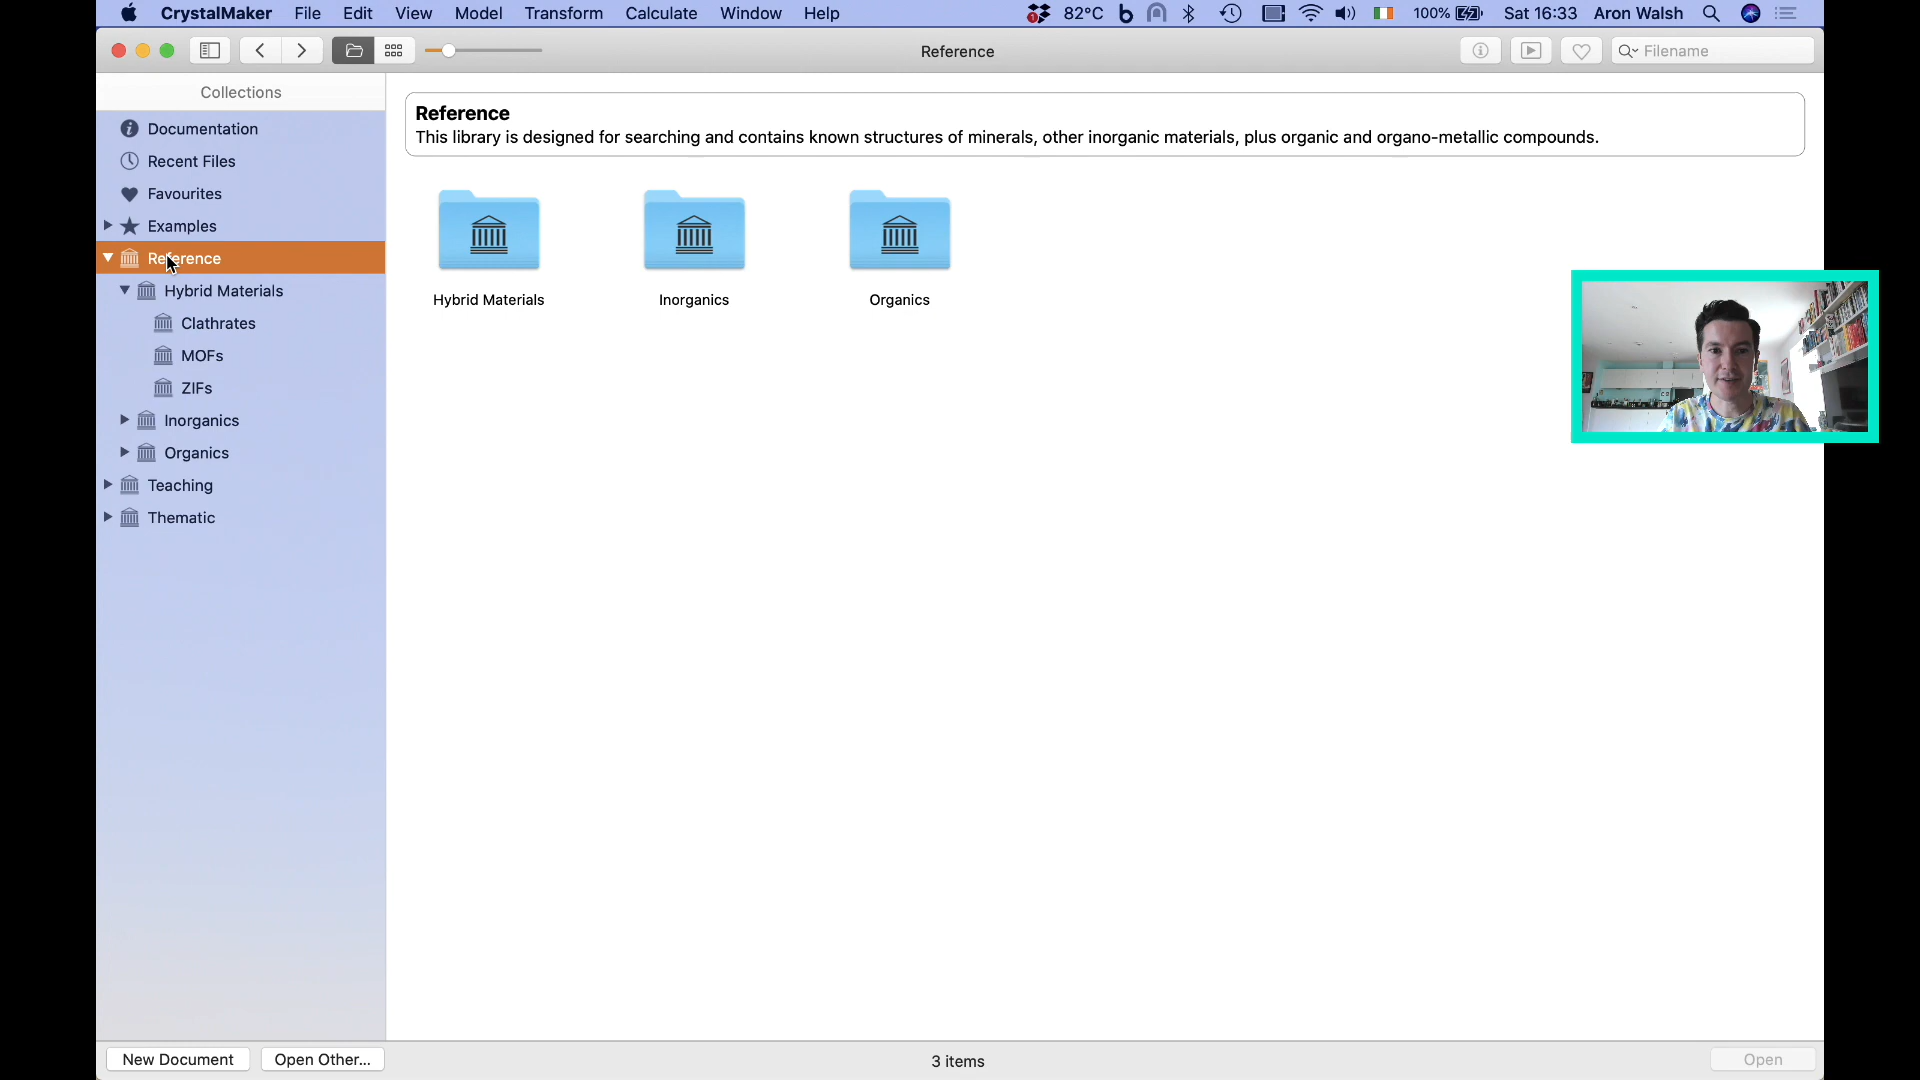 CrystalMaker File Edit View Model Transform Calculate Window Help 1 82°C b 100% Sat 16:33 Aron Walsh
Reference
Filename
Collections
Documentation
Recent Files
Favourites
Examples
Reference
Hybrid Materials
Clathrates
MOFs
ZIFs
Inorganics
Organics
Teaching
Thematic
Reference
This library is designed for searching and contains known structures of minerals, other inorganic materials, plus organic and organo-metallic compounds.
Hybrid Materials
Inorganics
Organics
New Document
Open Other...
3 items
Open